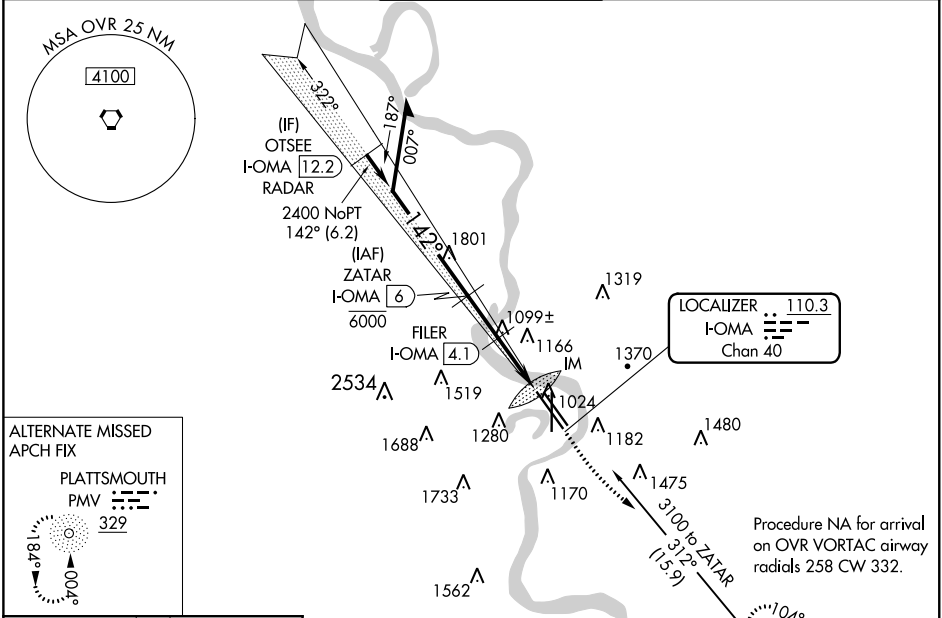 MSA OVR 25 NM
4100
322°
187°
007°
(IF)
OTSEE
I-OMA 12.2
RADAR
2400 NoPT
142° (6.2)
142°
1801
(IAF)
ZATAR
I-OMA 6
6000
1319
LOCALIZER 110.3
I-OMA
Chan 40
FILER
I-OMA 4.1
1099±
1166
IM
1370
2534
1519
1024
1280
1182
1480
1688
ALTERNATE MISSED
APCH FIX
PLATTSMOUTH
PMV
329
184°
004°
1733
1170
1475
3100 to ZATAR
312°
(15.9)
Procedure NA for arrival
on OVR VORTAC airway
radials 258 CW 332.
1562
104°